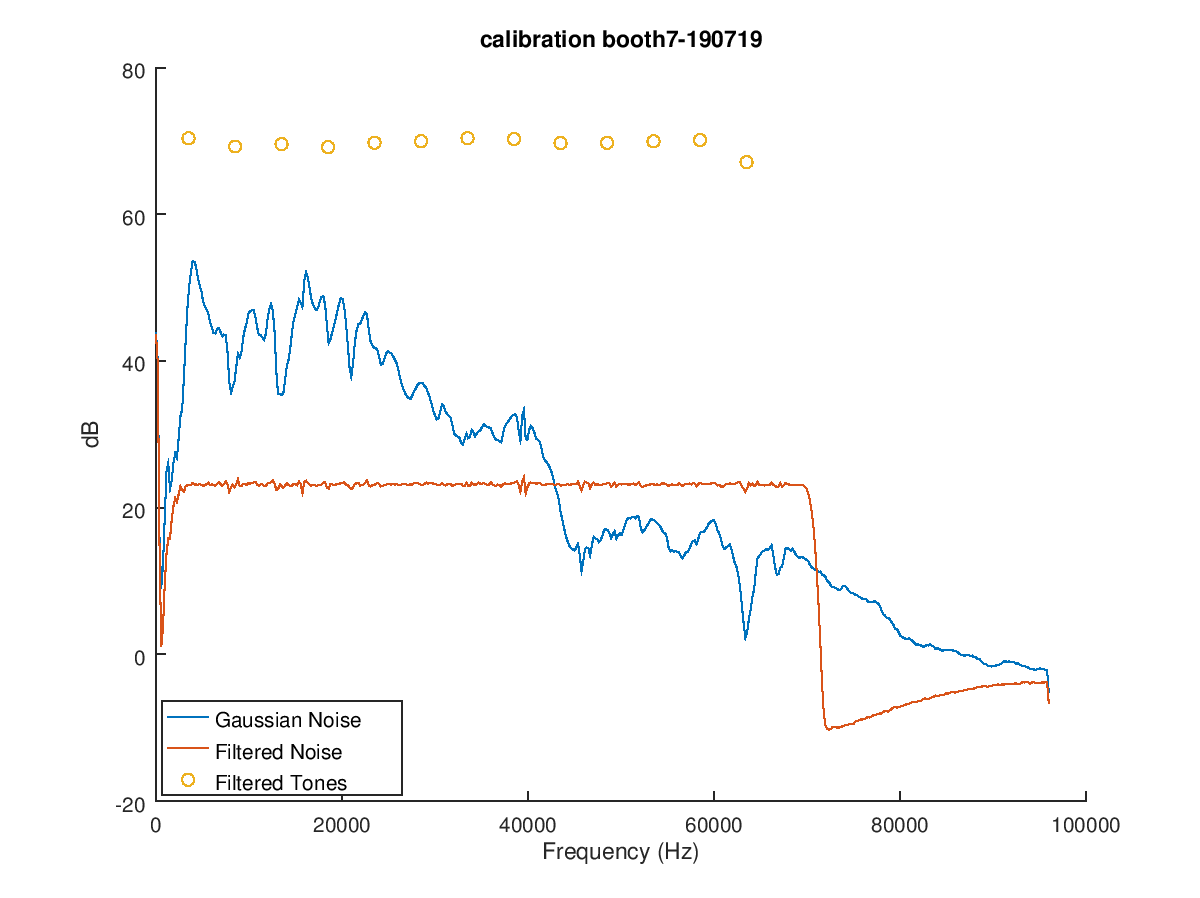 calibration booth7-190719
80
60
40
20
0
-20
dB
Gaussian Noise
Filtered Noise
Filtered Tones
0 20000 40000 60000 80000 100000
Frequency (Hz)